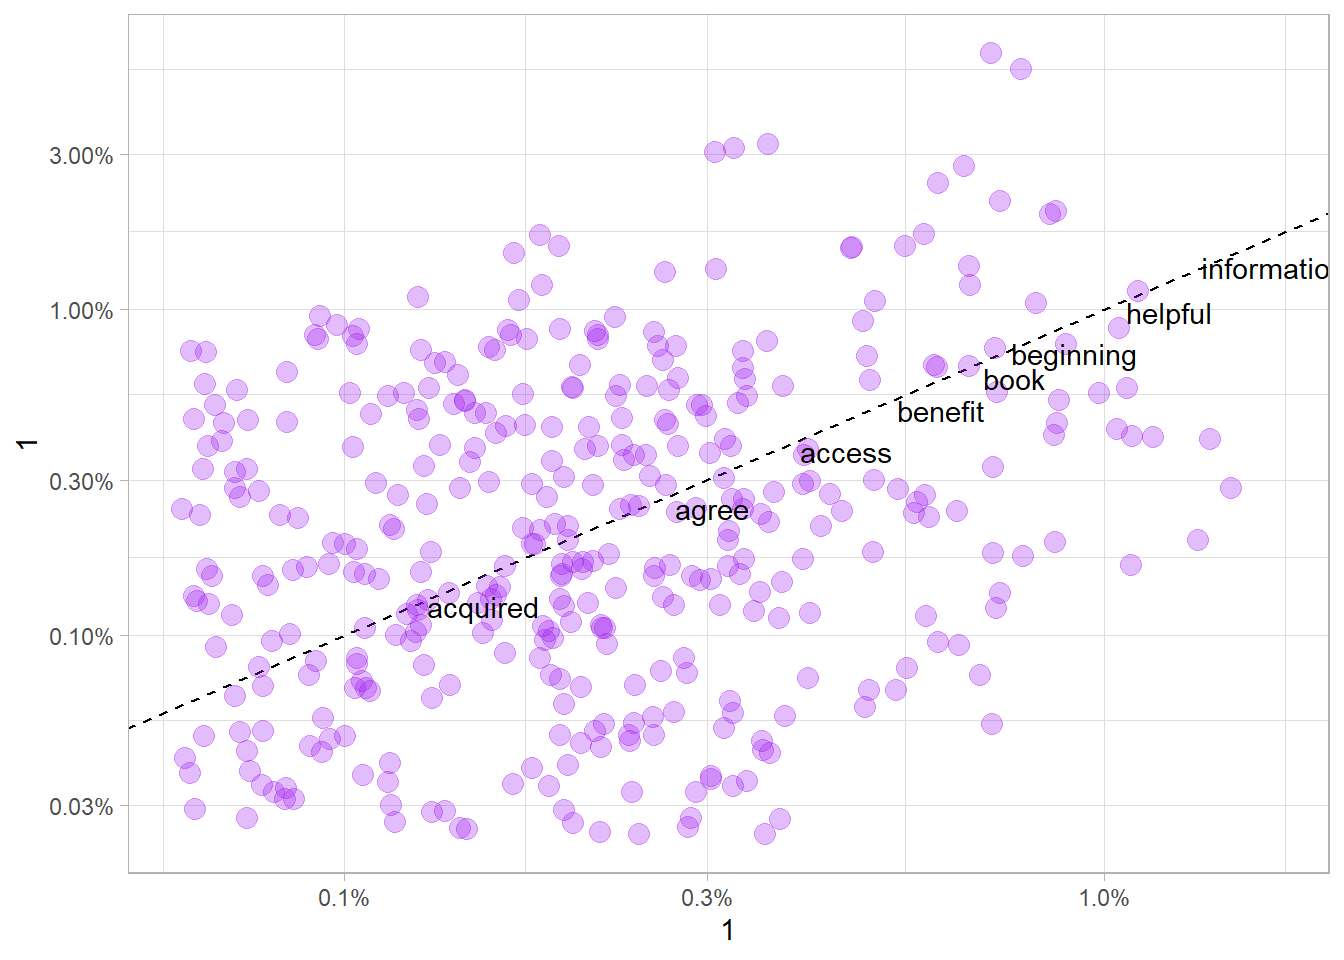 3.00%
1.00%
0.30%
0.10%
0.03%
1
informatio
helpful
beginning
book
benefit
access
agree
acquired
0.1%
0.3%
1.0%
1